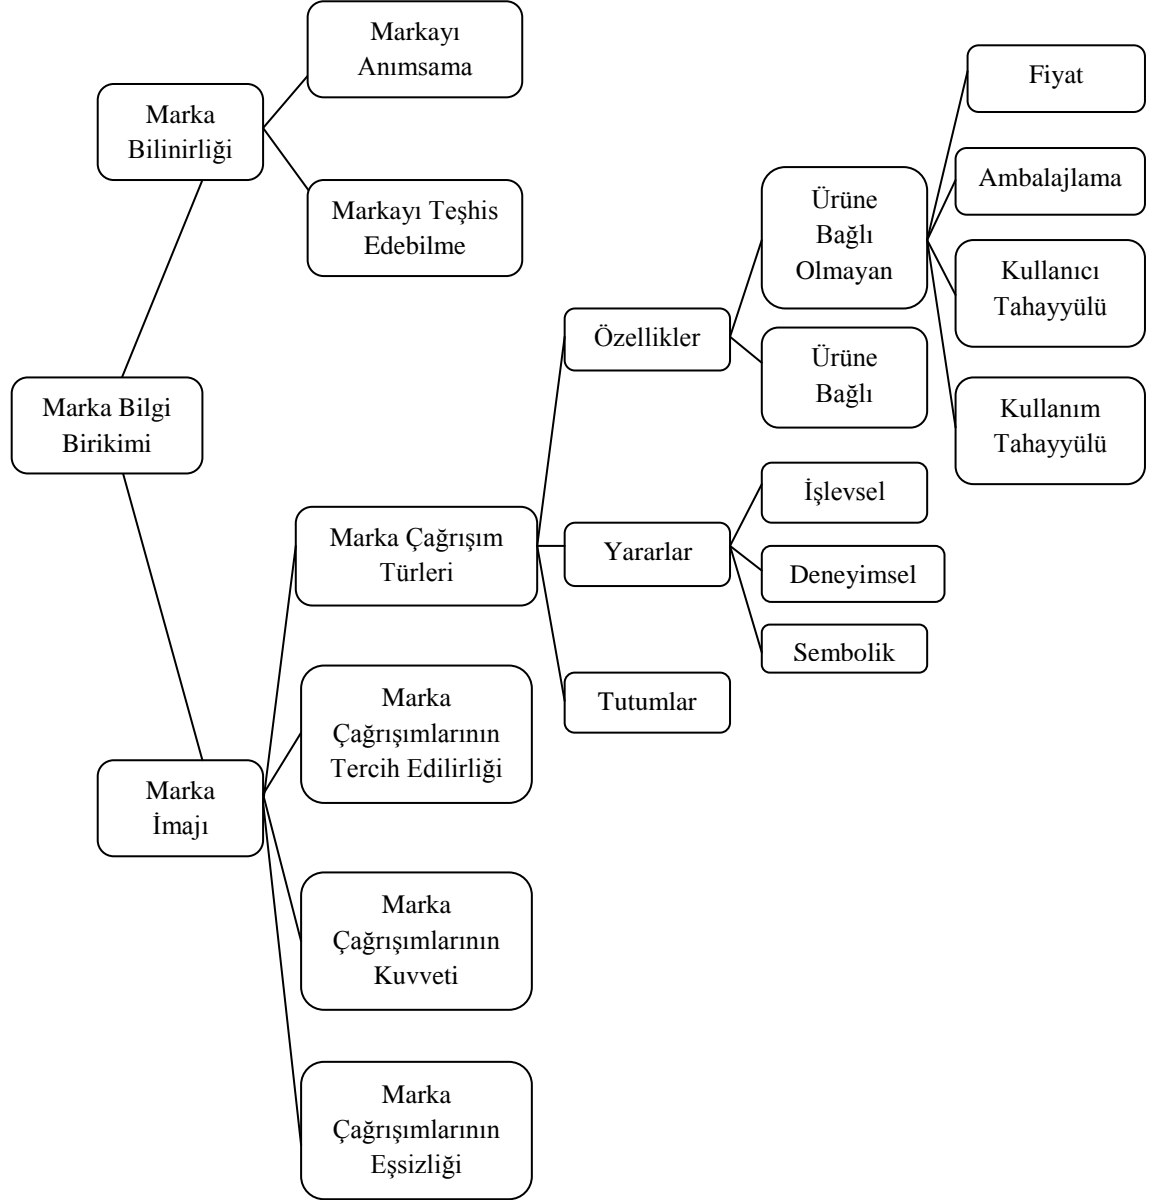 Markayı
Anımsama
Marka
Bilinirliği
Markayı Teşhis
Edebilme
Marka Bilgi
Birikimi
Marka
İmajı
Marka Çağrışım
Türleri
Marka
Çağrışımlarının
Tercih Edilirliği
Marka
Çağrışımlarının
Kuvveti
Marka
Çağrışımlarının
Eşsizliği
Özellikler
Yararlar
Tutumlar
Ürüne
Bağlı
Olmayan
Ürüne
Bağlı
İşlevsel
Deneyimsel
Sembolik
Fiyat
Ambalajlama
Kullanıcı
Tahayyülü
Kullanım
Tahayyülü